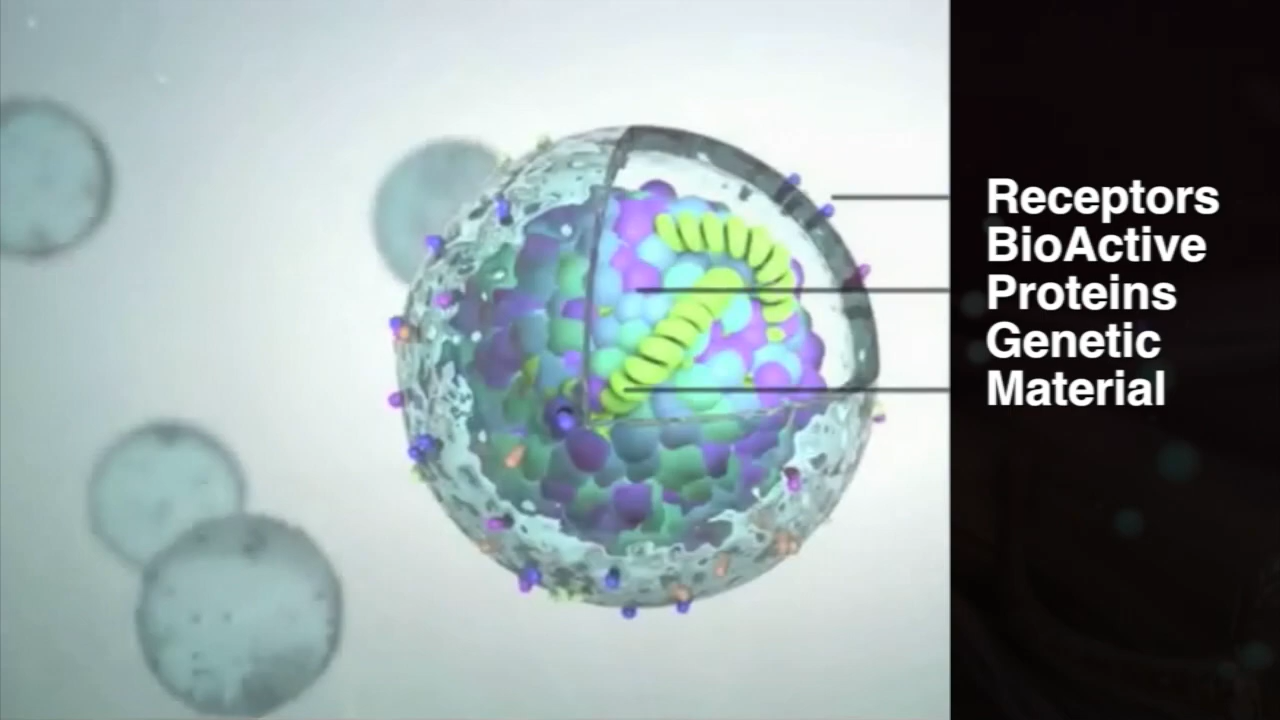 Receptors
BioActive
Proteins
Genetic
Material